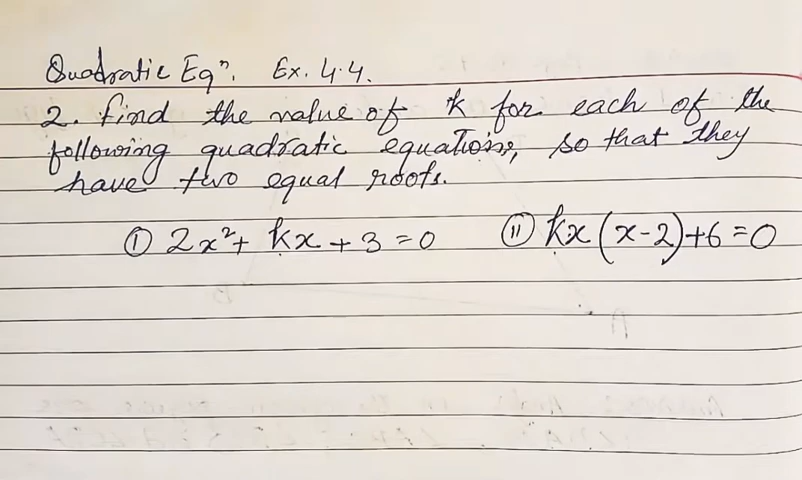 Quadratic Eqⁿ. Ex. 4.4.
2. find the value of k for each of the
following quadratic equations, so that they
have two equal roots.
(i) 2x² + kx + 3 = 0 (ii) kx(x-2)+6=0